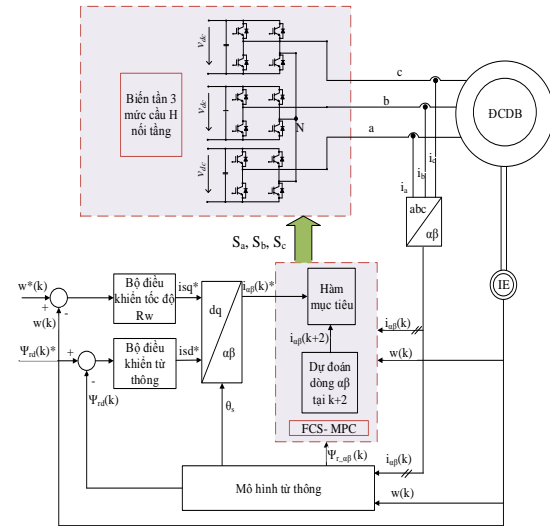 V_dc
V_dc
V_dc
Biến tần 3
mức cầu H
nối tầng
N
c
b
a
ĐCDB
i_c
i_b
i_a
abc
αβ
IE
S_a, S_b, S_c
w*(k)
+
-
w(k)
Bộ điều
khiển tốc độ
Rw
isq*
dq
αβ
i_αβ(k)*
Hàm
mục tiêu
i_αβ(k+2)
Dự đoán
dòng αβ
tại k+2
FCS- MPC
i_αβ(k)
w(k)
Ψ_rd(k)*
+
-
Ψ_rd(k)
Bộ điều
khiển từ
thông
isd*
θ_s
Ψ_r_αβ(k)
Mô hình từ thông
i_αβ(k)
w(k)